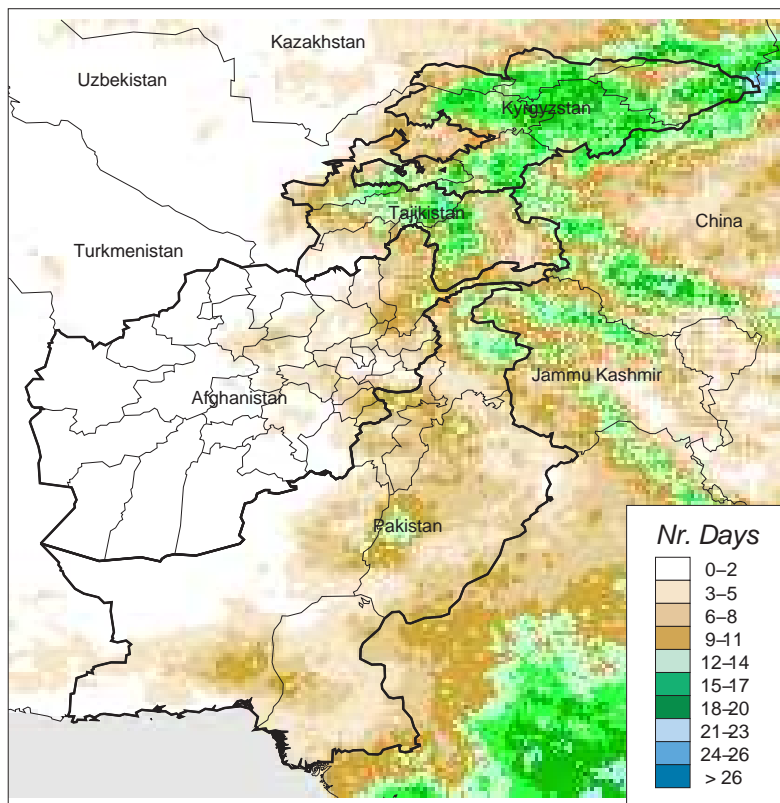 Kazakhstan
Uzbekistan
Kyrgyzstan
Tajikistan
China
Turkmenistan
Jammu Kashmir
Afghanistan
Pakistan
Nr. Days
0–2
3–5
6–8
9–11
12–14
15–17
18–20
21–23
24–26
> 26